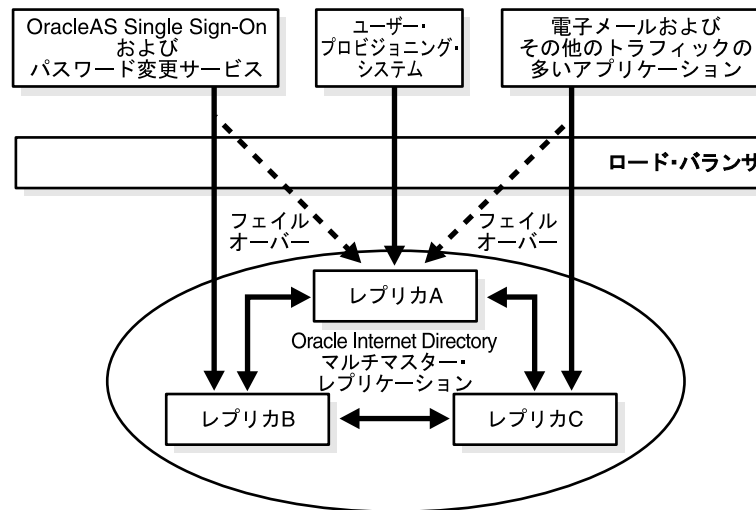 OracleAS Single Sign-On
および
パスワード変更サービス
ユーザー・
プロビジョニング・
システム
電子メールおよび
その他のトラフィックの
多いアプリケーション
ロード・バランサ
フェイル
オーバー
フェイル
オーバー
レプリカA
Oracle Internet Directory
マルチマスター・
レプリケーション
レプリカB
レプリカC